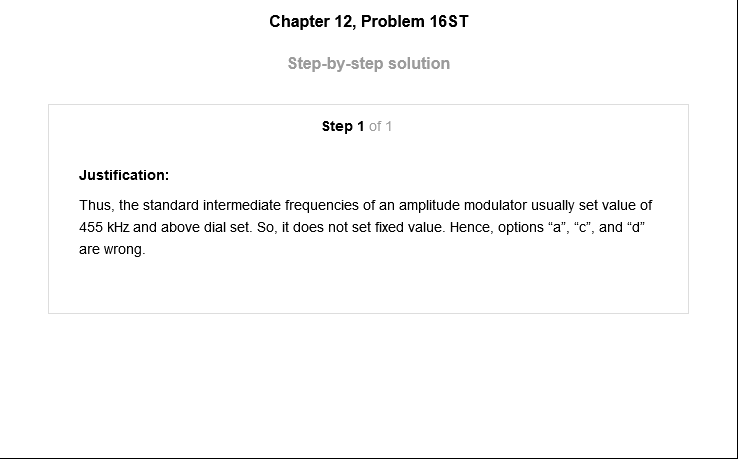 Chapter 12, Problem 16ST
Step-by-step solution
Step 1 of 1
Justification:
Thus, the standard intermediate frequencies of an amplitude modulator usually set value of
455 kHz and above dial set. So, it does not set fixed value. Hence, options “a”, “c”, and “d”
are wrong.